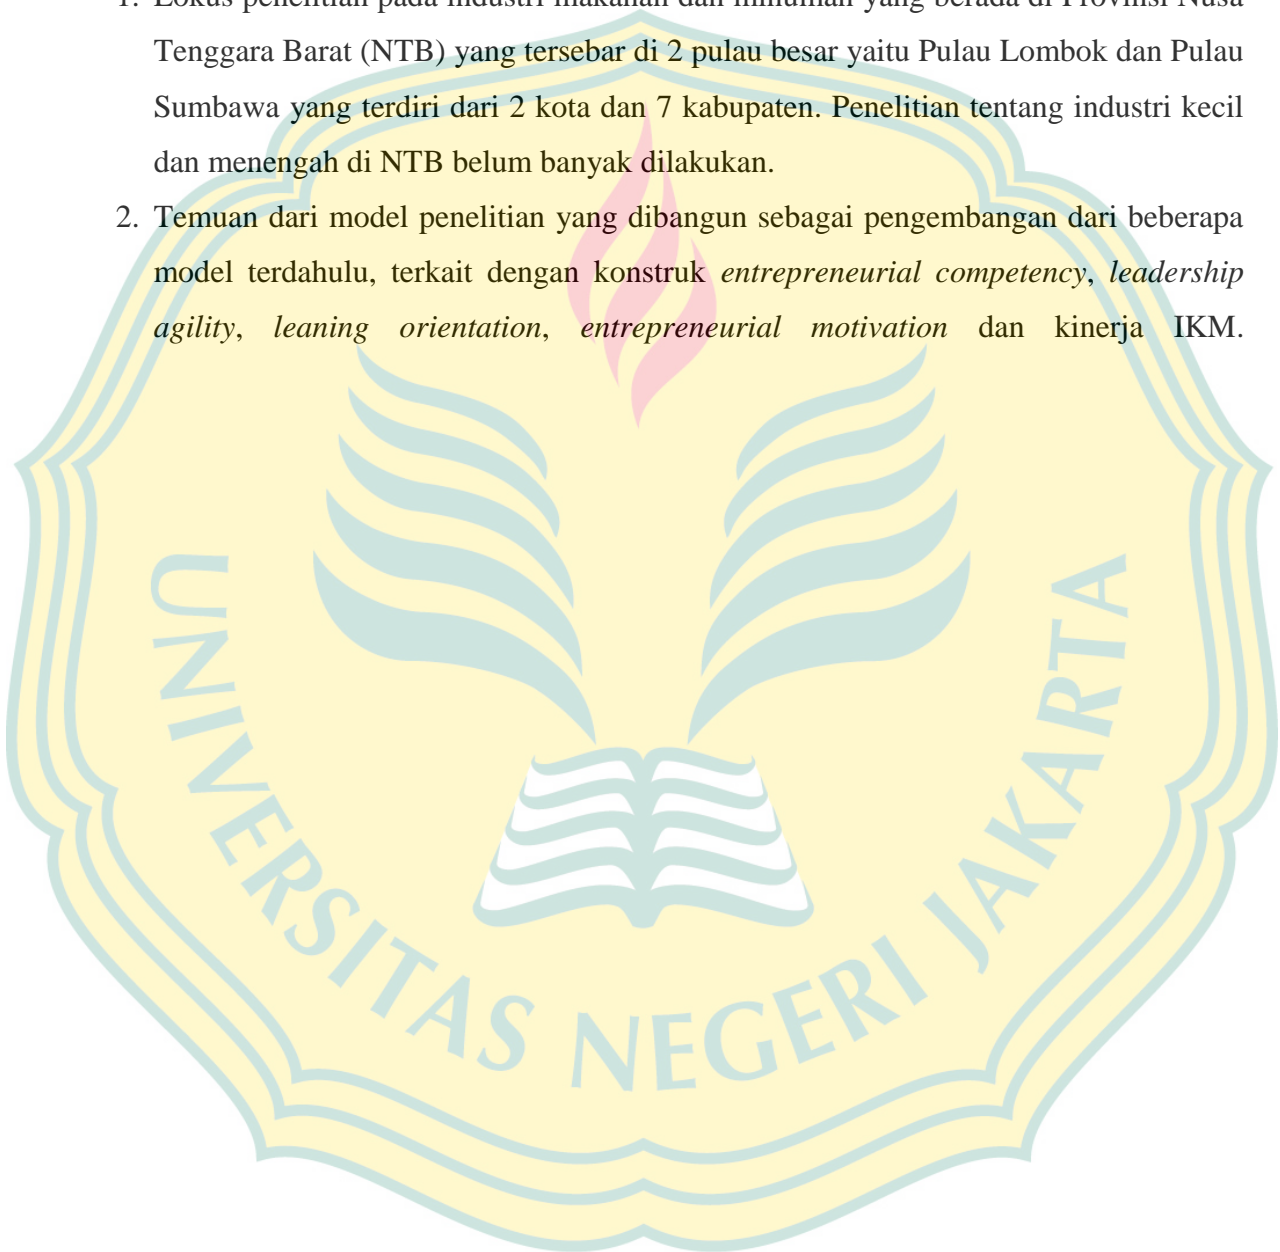 1. Lokus penelitian pada industri makanan dan minuman yang berada di Provinsi Nusa
Tenggara Barat (NTB) yang tersebar di 2 pulau besar yaitu Pulau Lombok dan Pulau
Sumbawa yang terdiri dari 2 kota dan 7 kabupaten. Penelitian tentang industri kecil
dan menengah di NTB belum banyak dilakukan.
2. Temuan dari model penelitian yang dibangun sebagai pengembangan dari beberapa
model terdahulu, terkait dengan konstruk entrepreneurial competency, leadership
agility, leaning orientation, entrepreneurial motivation dan kinerja IKM.
UNIVERSITAS NEGERI JAKARTA